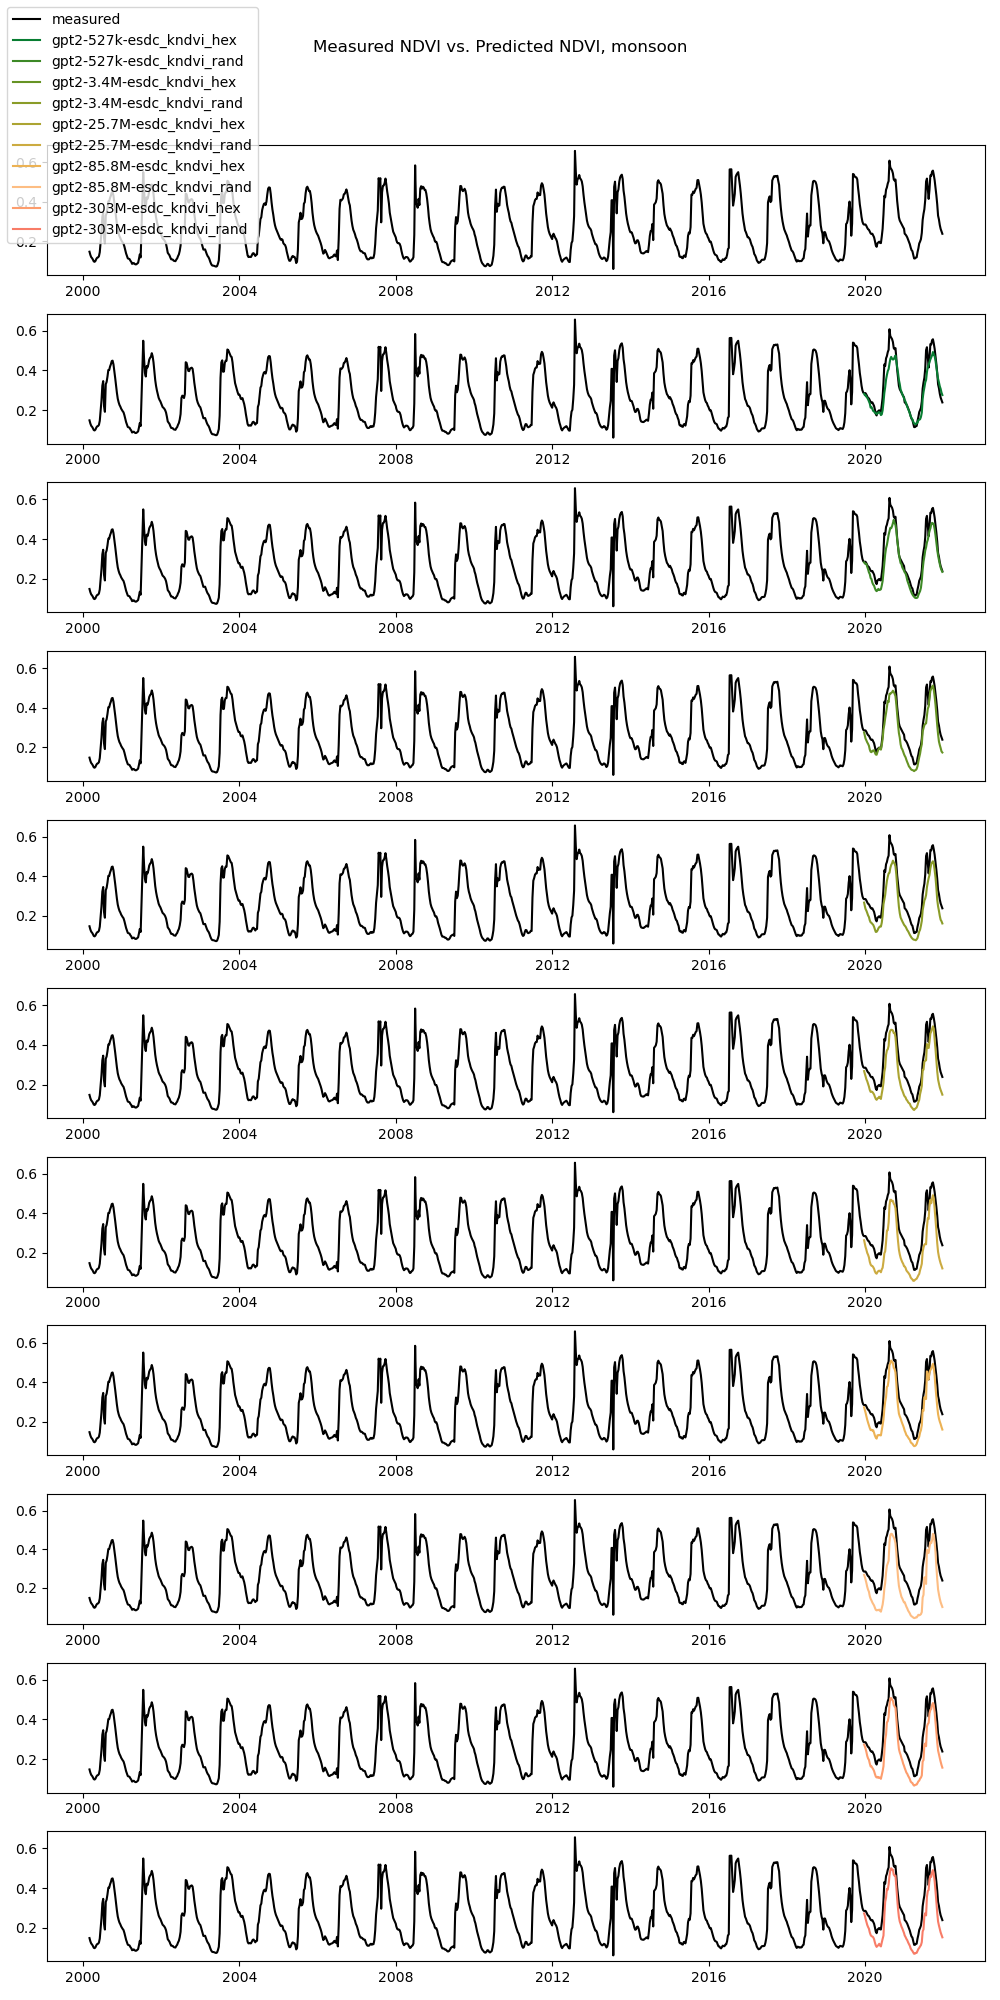 measured
gpt2-527k-esdc_kndvi_hex
gpt2-527k-esdc_kndvi_rand
gpt2-3.4M-esdc_kndvi_hex
gpt2-3.4M-esdc_kndvi_rand
gpt2-25.7M-esdc_kndvi_hex
gpt2-25.7M-esdc_kndvi_rand
gpt2-85.8M-esdc_kndvi_hex
gpt2-85.8M-esdc_kndvi_rand
gpt2-303M-esdc_kndvi_hex
gpt2-303M-esdc_kndvi_rand
Measured NDVI vs. Predicted NDVI, monsoon
0.6
0.4
0.2
2000 2004 2008 2012 2016 2020
0.6
0.4
0.2
2000 2004 2008 2012 2016 2020
0.6
0.4
0.2
2000 2004 2008 2012 2016 2020
0.6
0.4
0.2
2000 2004 2008 2012 2016 2020
0.6
0.4
0.2
2000 2004 2008 2012 2016 2020
0.6
0.4
0.2
2000 2004 2008 2012 2016 2020
0.6
0.4
0.2
2000 2004 2008 2012 2016 2020
0.6
0.4
0.2
2000 2004 2008 2012 2016 2020
0.6
0.4
0.2
2000 2004 2008 2012 2016 2020
0.6
0.4
0.2
2000 2004 2008 2012 2016 2020
0.6
0.4
0.2
2000 2004 2008 2012 2016 2020